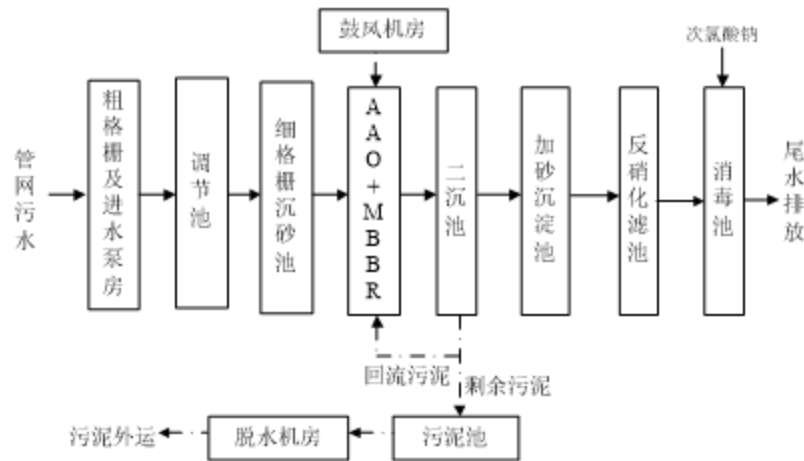 鼓风机房
次氯酸钠
管网污水
粗格栅及进水泵房
调节池
细格栅沉砂池
AAO+MBBR
二沉池
加砂沉淀池
反硝化滤池
消毒池
尾水排放
回流污泥
剩余污泥
污泥外运
脱水机房
污泥池